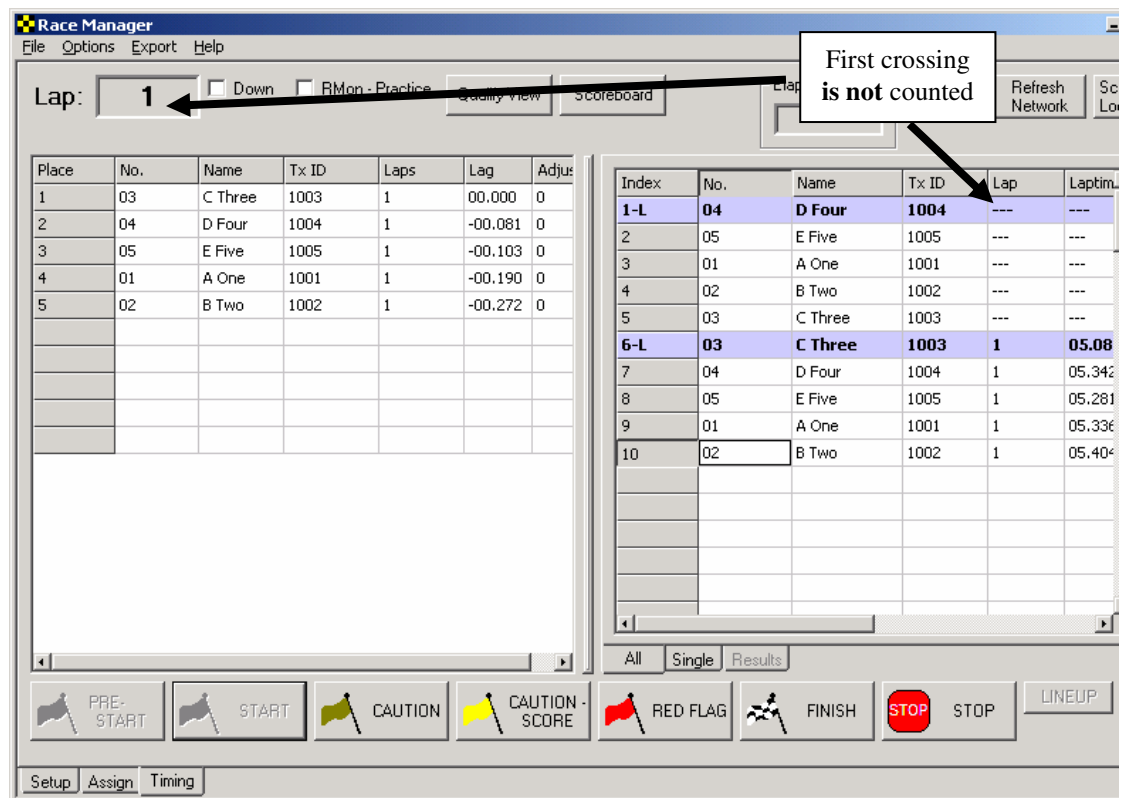 Race Manager
File Options Export Help
First crossing
is not counted
Lap: 1 Down RMon - Practice Quality View Scoreboard Elap Refresh
Network
Sc
Loc
Place No. Name Tx ID Laps Lag Adjus
1 03 C Three 1003 1 00.000 0
2 04 D Four 1004 1 -00.081 0
3 05 E Five 1005 1 -00.103 0
4 01 A One 1001 1 -00.190 0
5 02 B Two 1002 1 -00.272 0
Index No. Name Tx ID Lap Laptim
1-L 04 D Four 1004 --- ---
2 05 E Five 1005 --- ---
3 01 A One 1001 --- ---
4 02 B Two 1002 --- ---
5 03 C Three 1003 --- ---
6-L 03 C Three 1003 1 05.08
7 04 D Four 1004 1 05.342
8 05 E Five 1005 1 05.281
9 01 A One 1001 1 05.336
10 02 B Two 1002 1 05.404
All Single Results
PRE-
START
START
CAUTION
CAUTION -
SCORE
RED FLAG
FINISH
STOP STOP
LINEUP
Setup Assign Timing